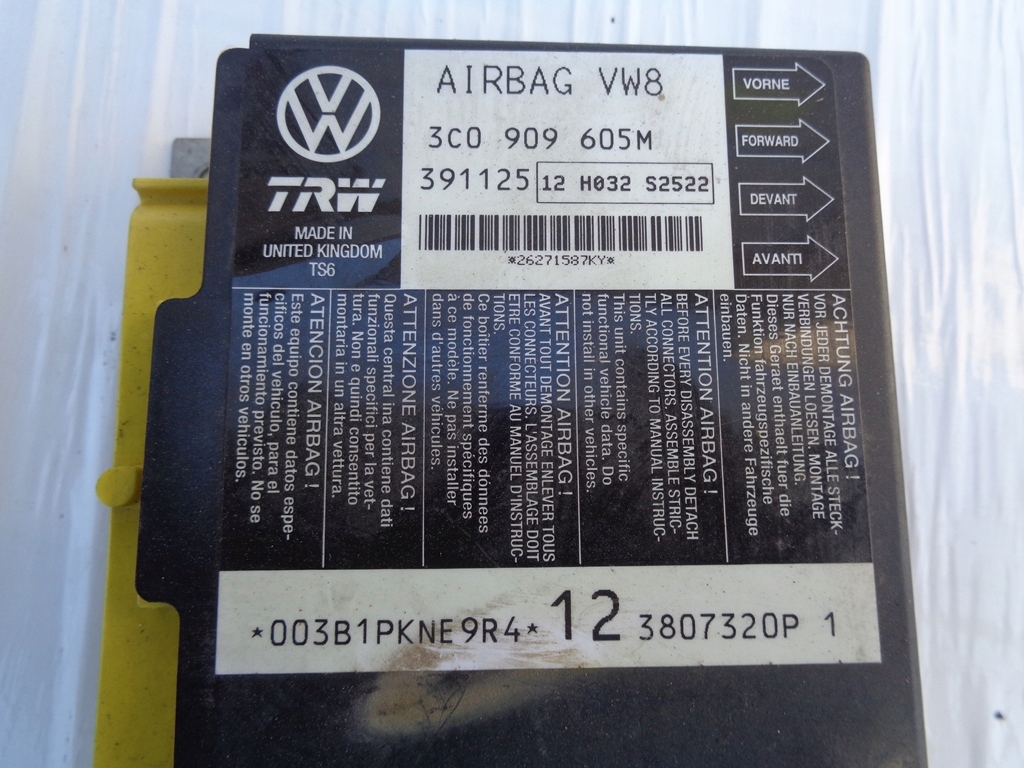 VW
TRW
MADE IN
UNITED KINGDOM
TS6
AIRBAG VW8
3C0 909 605M
391125 12 H032 S2522
*26271587KY*
VORNE
FORWARD
DEVANT
AVANTI
ACHTUNG AIRBAG !
VOR JEDER DEMONTAGE ALLE STECK-
VERBINDUNGEN LOESEN. MONTAGE
NUR NACH EINBAUANLEITUNG.
Dieses Geraet enthaelt fuer die
Funktion fahrzeugspezifische
Daten. Nicht in andere Fahrzeuge
einbauen.
ATTENTION AIRBAG !
BEFORE EVERY DISASSEMBLY DETACH
ALL CONNECTORS. ASSEMBLE STRIC-
TLY ACCORDING TO MANUAL INSTRUC-
TIONS.
This unit contains specific
functional vehicle data. Do
not install in other vehicles.
ATTENTION AIRBAG !
AVANT TOUT DEMONTAGE ENLEVER TOUS
LES CONNECTEURS. L'ASSEMBLAGE DOIT
ETRE CONFORME AU MANUEL D'INSTRUC-
TIONS.
Ce boîtier renferme des données
de fonctionnement spécifiques
à ce modèle. Ne pas installer
dans d'autres véhicules.
ATTENZIONE AIRBAG !
Questa central ina contiene dati
funzionali specifici per la vet-
tura. Non e quindi consentito
montaria in un altra vettura.
ATENCION AIRBAG !
Este equipo contiene datos espe-
cificos del vehiculo, para el
funcionamiento previsto. No se
monte en otros vehiculos.
*003B1PKNE9R4* 12 3807320P 1